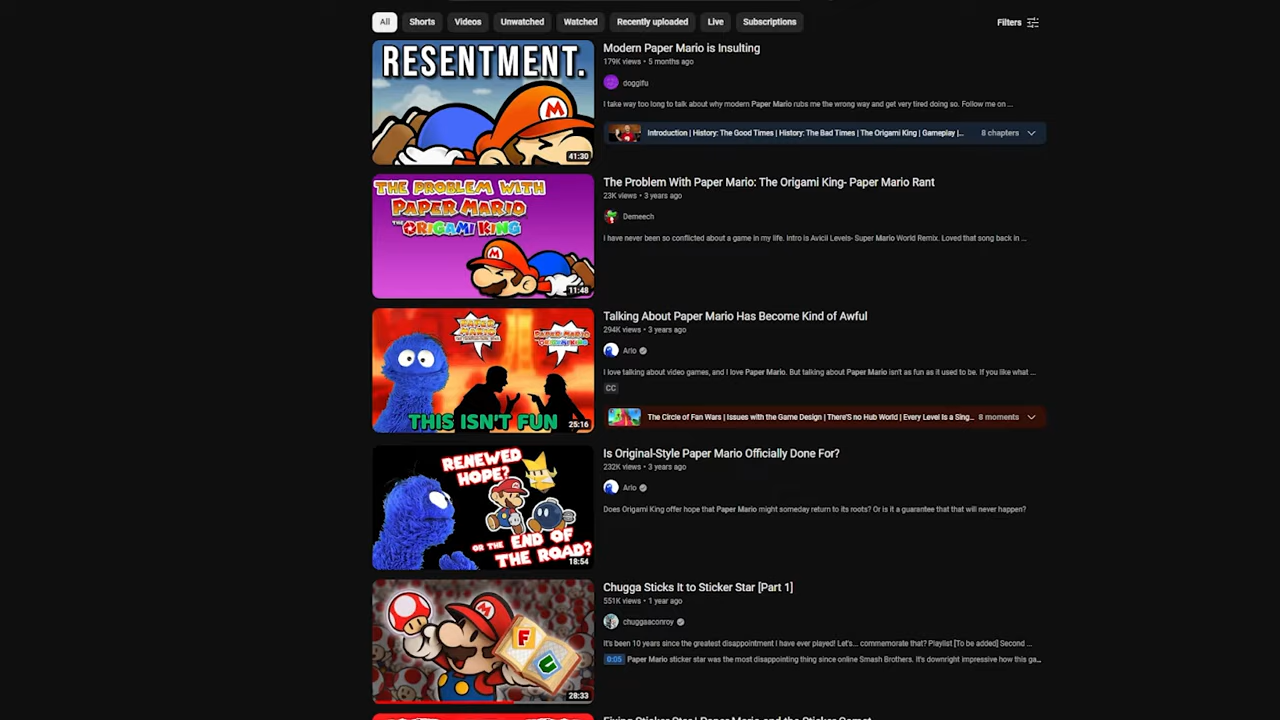 All
Shorts
Videos
Unwatched
Watched
Recently uploaded
Live
Subscriptions
Filters
RESENTMENT.
M
41:30
Modern Paper Mario is Insulting
179K views • 5 months ago
doggifu
I take way too long to talk about why modern Paper Mario rubs me the wrong way and get very tired doing so. Follow me on ...
Introduction | History: The Good Times | History: The Bad Times | The Origami King | Gameplay |...
8 chapters
THE PROBLEM WITH
PAPER MARIO
THE ORIGAMI KING
M
11:48
The Problem With Paper Mario: The Origami King- Paper Mario Rant
23K views • 3 years ago
Demeech
I have never been so conflicted about a game in my life. Intro is Avicii Levels- Super Mario World Remix. Loved that song back in ...
PAPER
MARIO
PAPER MARIO
THIS ISN'T FUN
25:16
Talking About Paper Mario Has Become Kind of Awful
294K views • 3 years ago
Arlo
I love talking about video games, and I love Paper Mario. But talking about Paper Mario isn't as fun as it used to be. If you like what ...
CC
The Circle of Fan Wars | Issues with the Game Design | There'S no Hub World | Every Level Is a Sing...
8 moments
RENEWED
HOPE?
OR THE END OF
THE ROAD?
18:54
Is Original-Style Paper Mario Officially Done For?
232K views • 3 years ago
Arlo
Does Origami King offer hope that Paper Mario might someday return to its roots? Or is it a guarantee that that will never happen?
M
F
U
28:33
Chugga Sticks It to Sticker Star [Part 1]
551K views • 1 year ago
chuggaaconroy
It's been 10 years since the greatest disappointment I have ever played! Let's... commemorate that? Playlist [To be added] Second ...
0:05 Paper Mario sticker star was the most disappointing thing since online Smash Brothers. It's downright impressive how this ga...